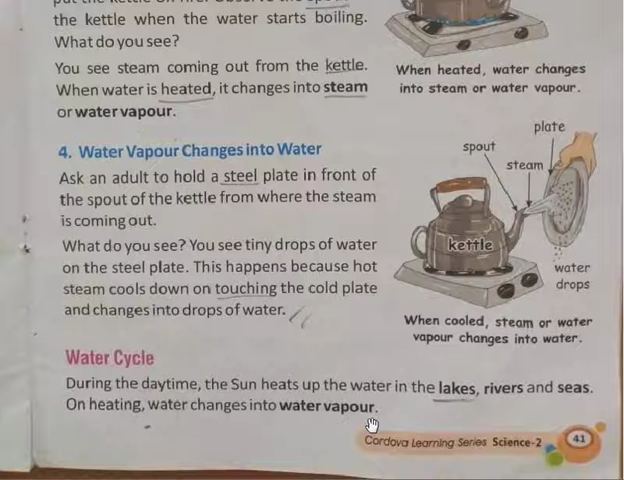 the kettle when the water starts boiling.
What do you see?
You see steam coming out from the kettle.
When water is heated, it changes into steam
or water vapour.
When heated, water changes
into steam or water vapour.
4. Water Vapour Changes into Water
Ask an adult to hold a steel plate in front of
the spout of the kettle from where the steam
is coming out.
What do you see? You see tiny drops of water
on the steel plate. This happens because hot
steam cools down on touching the cold plate
and changes into drops of water.
plate
spout
steam
kettle
water
drops
When cooled, steam or water
vapour changes into water.
Water Cycle
During the daytime, the Sun heats up the water in the lakes, rivers and seas.
On heating, water changes into water vapour.
Cordova Learning Series Science-2
41